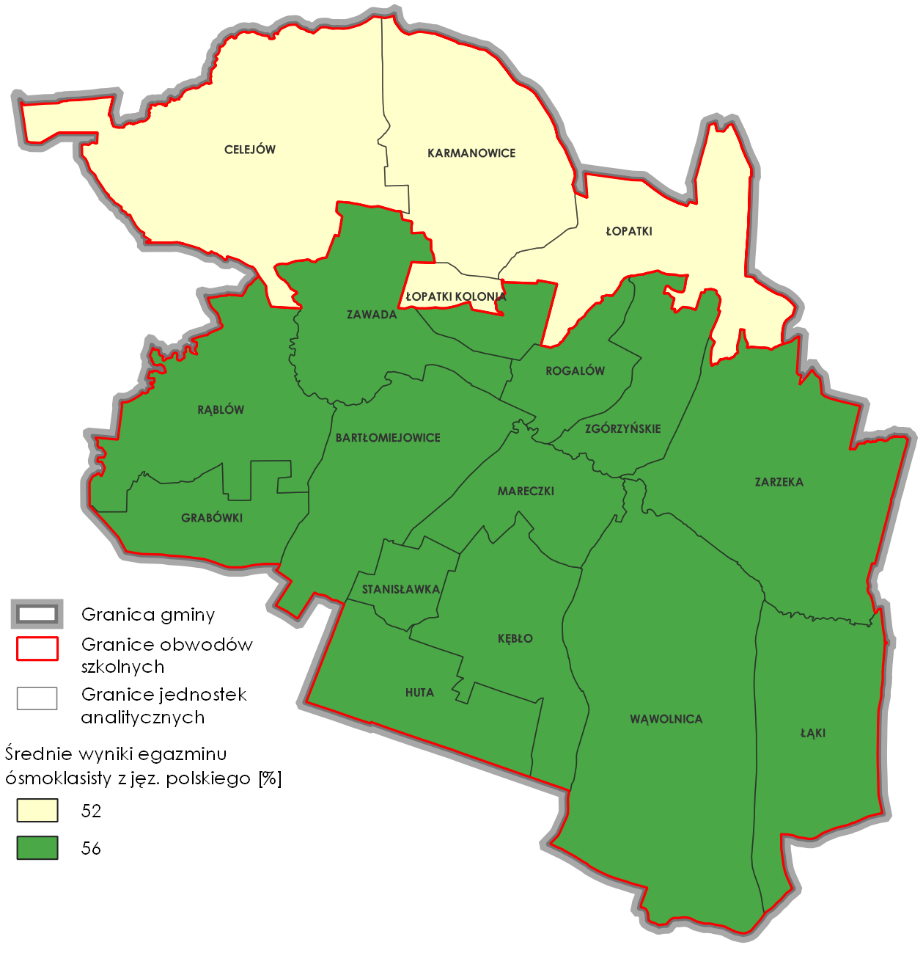 CELEJÓW
KARMANOWICE
ŁOPATKI
ŁOPATKI KOLONIA
ZAWADA
ROGALÓW
RĄBLÓW
ZGÓRZYŃSKIE
BARTŁOMIEJOWICE
ZARZEKA
MARECZKI
GRABÓWKI
STANISŁAWKA
KĘBŁO
HUTA
WĄWOLNICA
ŁĄKI
Granica gminy
Granice obwodów
szkolnych
Granice jednostek
analitycznych
Średnie wyniki egazminu
ósmoklasisty z jęz. polskiego [%]
52
56